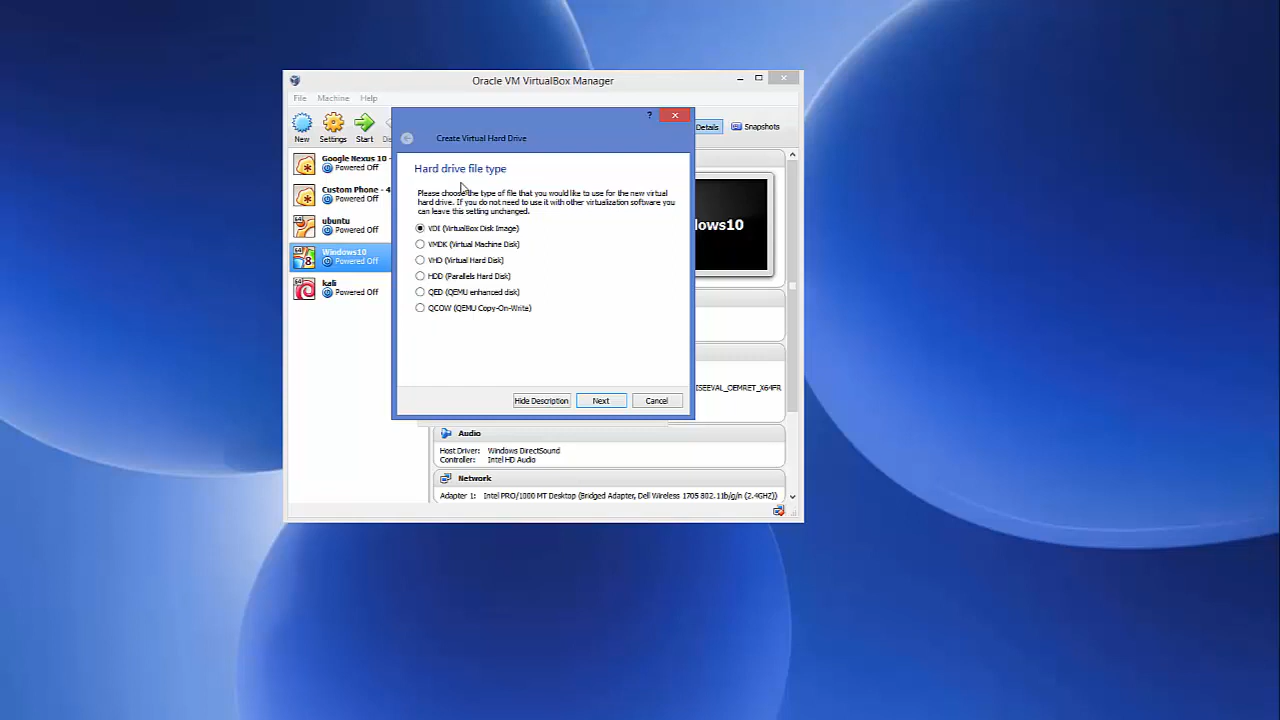 Oracle VM VirtualBox Manager
File Machine Help
New Settings Start
Details Snapshots
Google Nexus 10 -
Powered Off
Custom Phone - 4
Powered Off
ubuntu
Powered Off
Windows10
Powered Off
kali
Powered Off
?
Create Virtual Hard Drive
Hard drive file type
Please choose the type of file that you would like to use for the new virtual
hard drive. If you do not need to use it with other virtualization software you
can leave this setting unchanged.
VDI (VirtualBox Disk Image)
VMDK (Virtual Machine Disk)
VHD (Virtual Hard Disk)
HDD (Parallels Hard Disk)
QED (QEMU enhanced disk)
QCOW (QEMU Copy-On-Write)
Hide Description Next Cancel
ows10
ISEEVAL_OEMRET_X64FR
Audio
Host Driver: Windows DirectSound
Controller: Intel HD Audio
Network
Adapter 1: Intel PRO/1000 MT Desktop (Bridged Adapter, Dell Wireless 1705 802.11b/g/n (2.4GHZ))